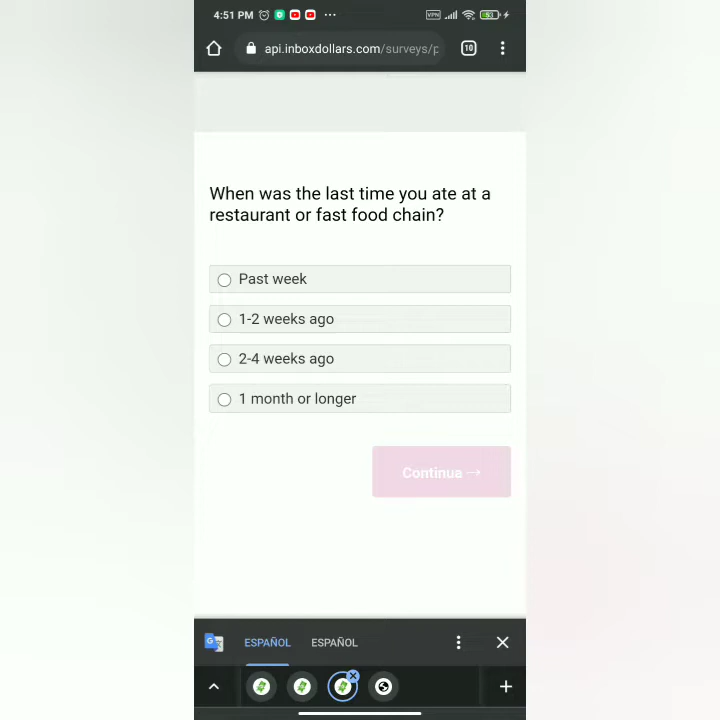 4:51 PM
VPN
53
api.inboxdollars.com/surveys/p
10
When was the last time you ate at a
restaurant or fast food chain?
Past week
1-2 weeks ago
2-4 weeks ago
1 month or longer
Continue →
ESPAÑOL ESPAÑOL